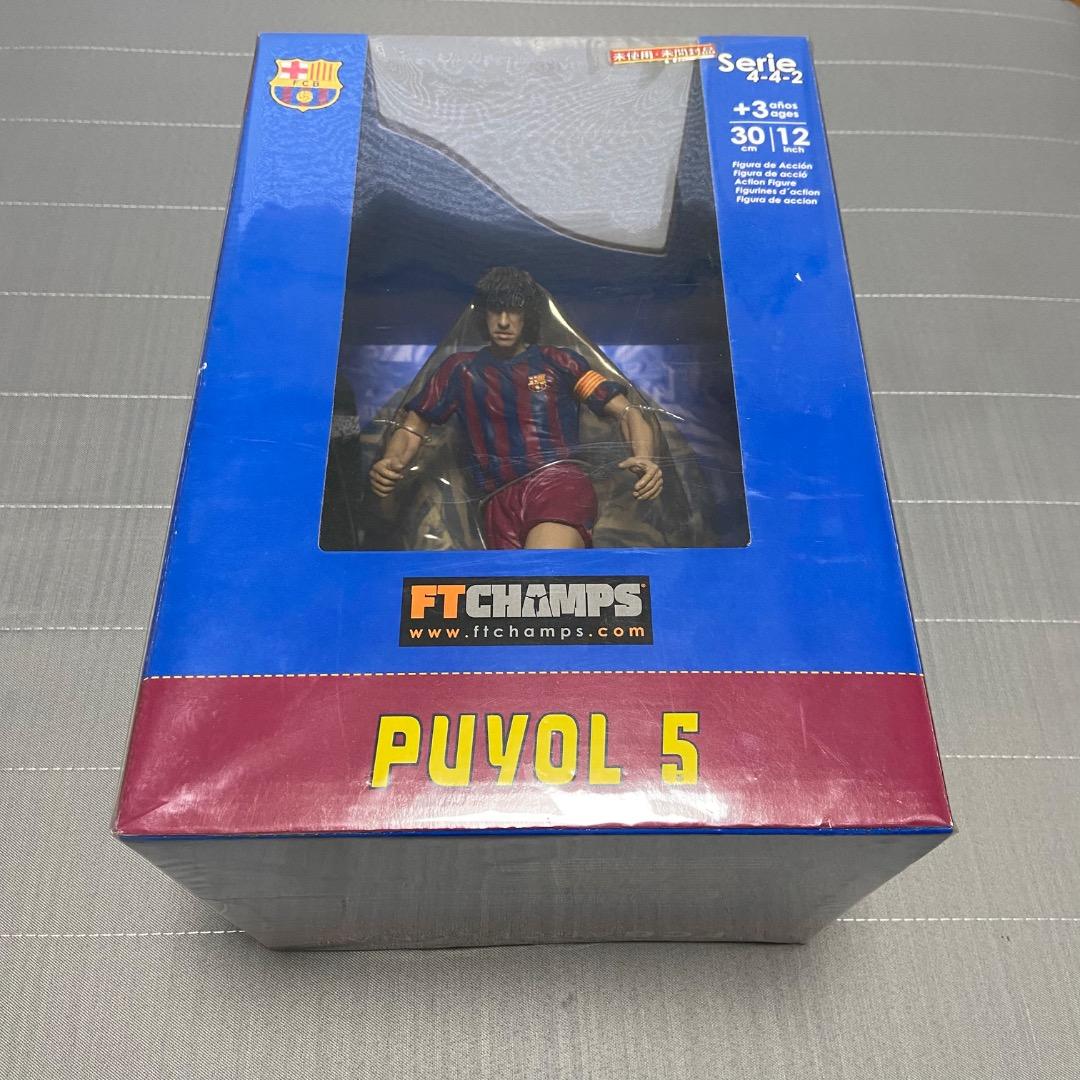 FCB
未使用・未開封品
Serie
4-4-2
+3 años
ages
30 | 12
cm inch
Figura de Acción
Figura de acció
Action Figure
Figurines d´action
Figura de accion
FTCHAMPS
www.ftchamps.com
PUYOL 5